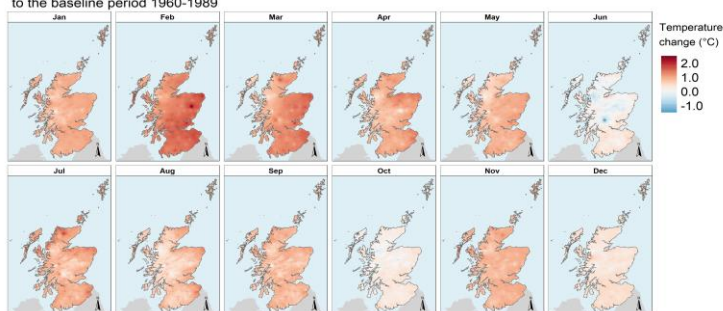 to the baseline period 1960-1989
Jan
Feb
Mar
Apr
May
Jun
Temperature
change (°C)
2.0
1.0
0.0
-1.0
Jul
Aug
Sep
Oct
Nov
Dec